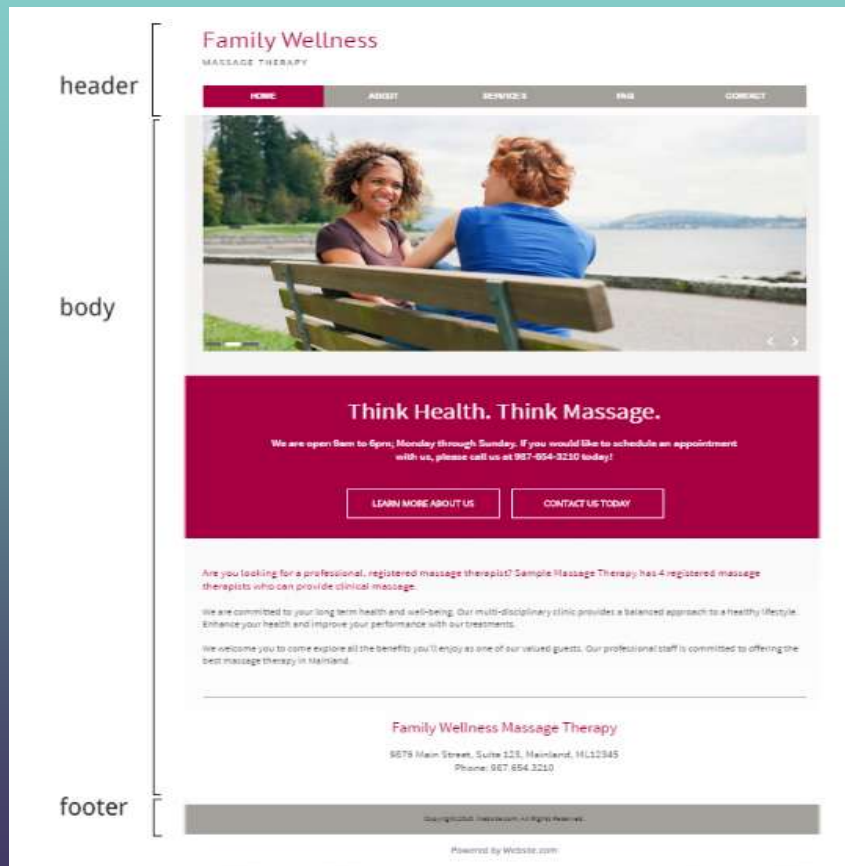 header
Family Wellness
MASSAGE THERAPY
HOME ABOUT SERVICES FAQ CONTACT
body
Think Health. Think Massage.
We are open 9am to 6pm; Monday through Sunday. If you would like to schedule an appointment
with us, please call us at 987-654-3210 today!
LEARN MORE ABOUT US CONTACT US TODAY
Are you looking for a professional, registered massage therapist? Sample Massage Therapy has 4 registered massage
therapists who can provide clinical massage.
We are committed to your long term health and well-being. Our multi-disciplinary clinic provides a balanced approach to a healthy lifestyle.
Enhance your health and improve your performance with our treatments.
We welcome you to come explore all the benefits you'll enjoy as one of our valued guests. Our professional staff is committed to offering the
best massage therapy in Mainland.
Family Wellness Massage Therapy
9876 Main Street, Suite 123, Mainland, ML12345
Phone: 987.654.3210
footer
All Rights Reserved.
Powered by Website.com